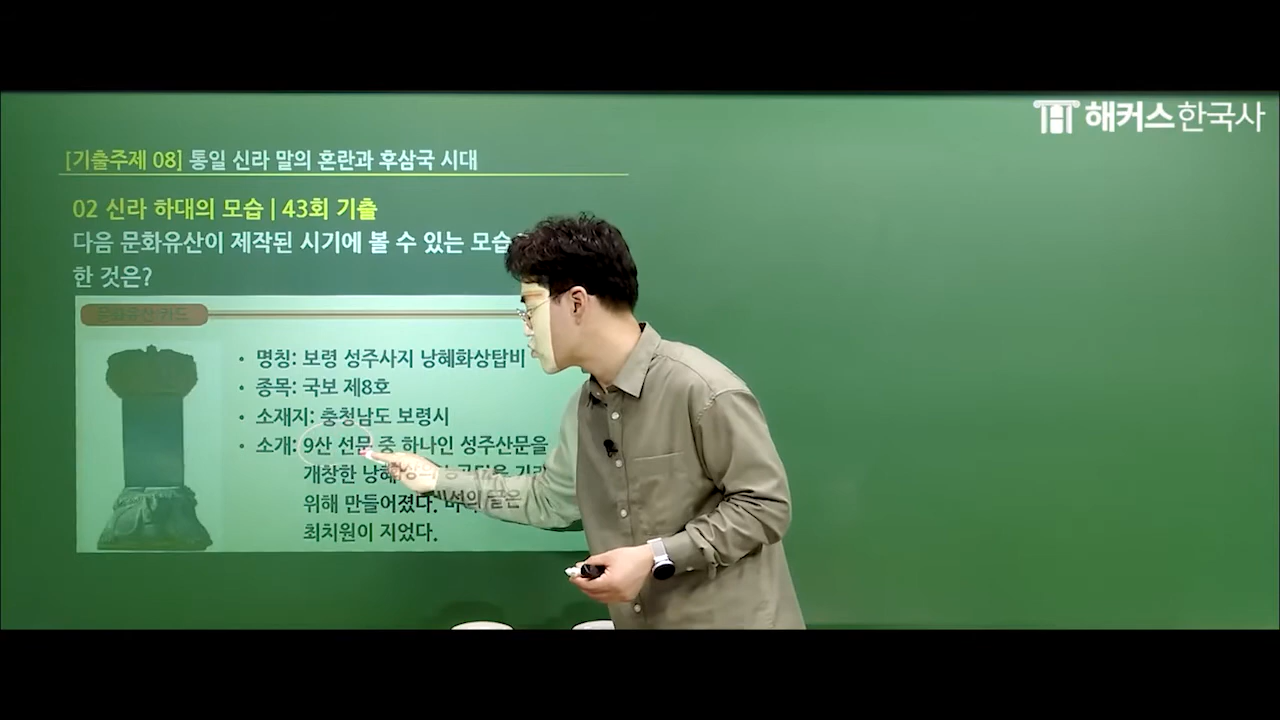 해커스한국사
[기출주제 08] 통일 신라 말의 혼란과 후삼국 시대
02 신라 하대의 모습 | 43회 기출
다음 문화유산이 제작된 시기에 볼 수 있는 모습
한 것은?
문화유산 카드
• 명칭: 보령 성주사지 낭혜화상탑비
• 종목: 국보 제8호
• 소재지: 충청남도 보령시
• 소개: 9산 선문 중 하나인 성주산문을
개창한 낭혜화상의
위해 만들어졌다. 글은
최치원이 지었다.